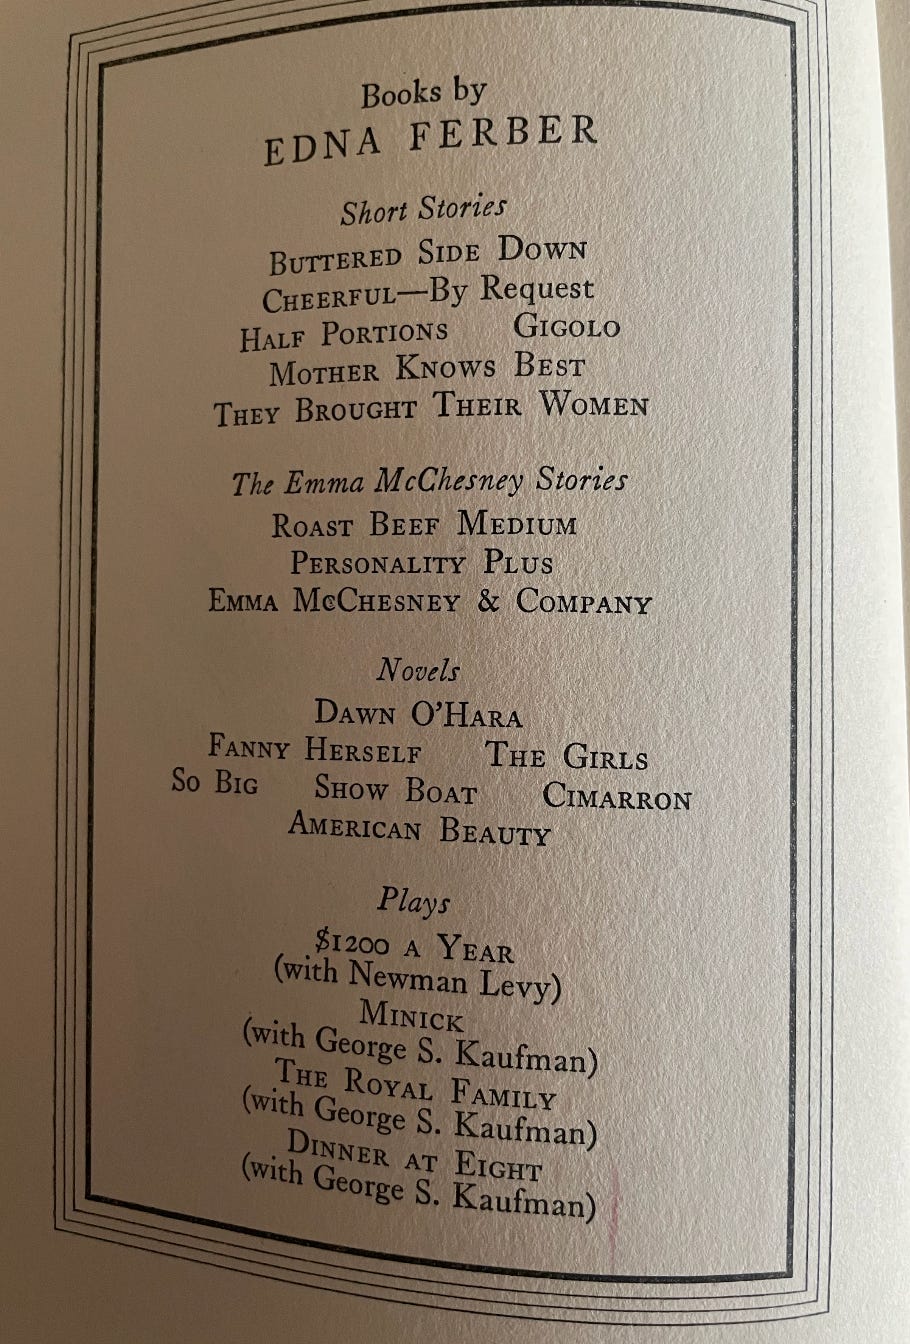 Books by
EDNA FERBER
Short Stories
BUTTERED SIDE DOWN
CHEERFUL—By Request
HALF PORTIONS GIGOLO
MOTHER KNOWS BEST
THEY BROUGHT THEIR WOMEN
The Emma McChesney Stories
ROAST BEEF MEDIUM
PERSONALITY PLUS
EMMA McCHESNEY & COMPANY
Novels
DAWN O'HARA
FANNY HERSELF THE GIRLS
SO BIG SHOW BOAT CIMARRON
AMERICAN BEAUTY
Plays
$1200 A YEAR
(with Newman Levy)
MINICK
(with George S. Kaufman)
THE ROYAL FAMILY
(with George S. Kaufman)
DINNER AT EIGHT
(with George S. Kaufman)